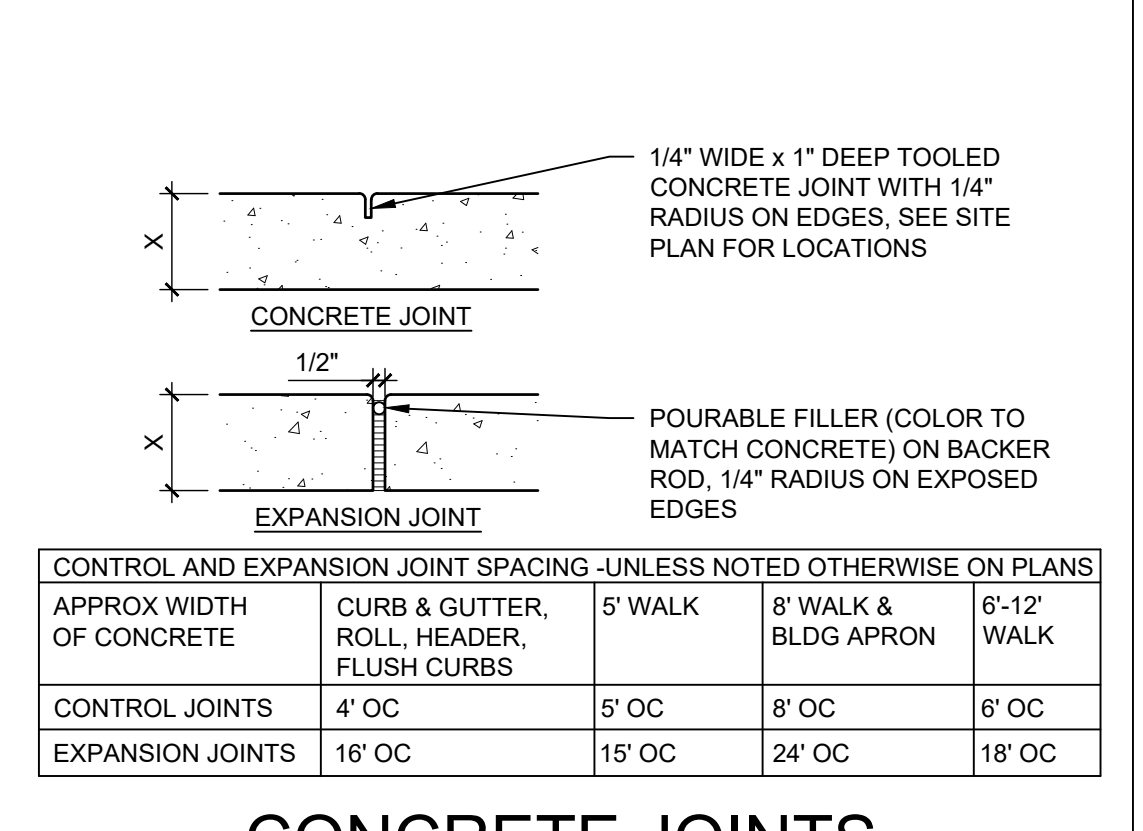 1/4" WIDE x 1" DEEP TOOLED
CONCRETE JOINT WITH 1/4"
RADIUS ON EDGES, SEE SITE
PLAN FOR LOCATIONS
X
CONCRETE JOINT
1/2"
X
POURABLE FILLER (COLOR TO
MATCH CONCRETE) ON BACKER
ROD, 1/4" RADIUS ON EXPOSED
EDGES
EXPANSION JOINT
CONTROL AND EXPANSION JOINT SPACING -UNLESS NOTED OTHERWISE ON PLANS
APPROX WIDTH
OF CONCRETE
CURB & GUTTER,
ROLL, HEADER,
FLUSH CURBS
5' WALK
8' WALK &
BLDG APRON
6'-12'
WALK
CONTROL JOINTS
4' OC
5' OC
8' OC
6' OC
EXPANSION JOINTS
16' OC
15' OC
24' OC
18' OC
CONCRETE JOINTS